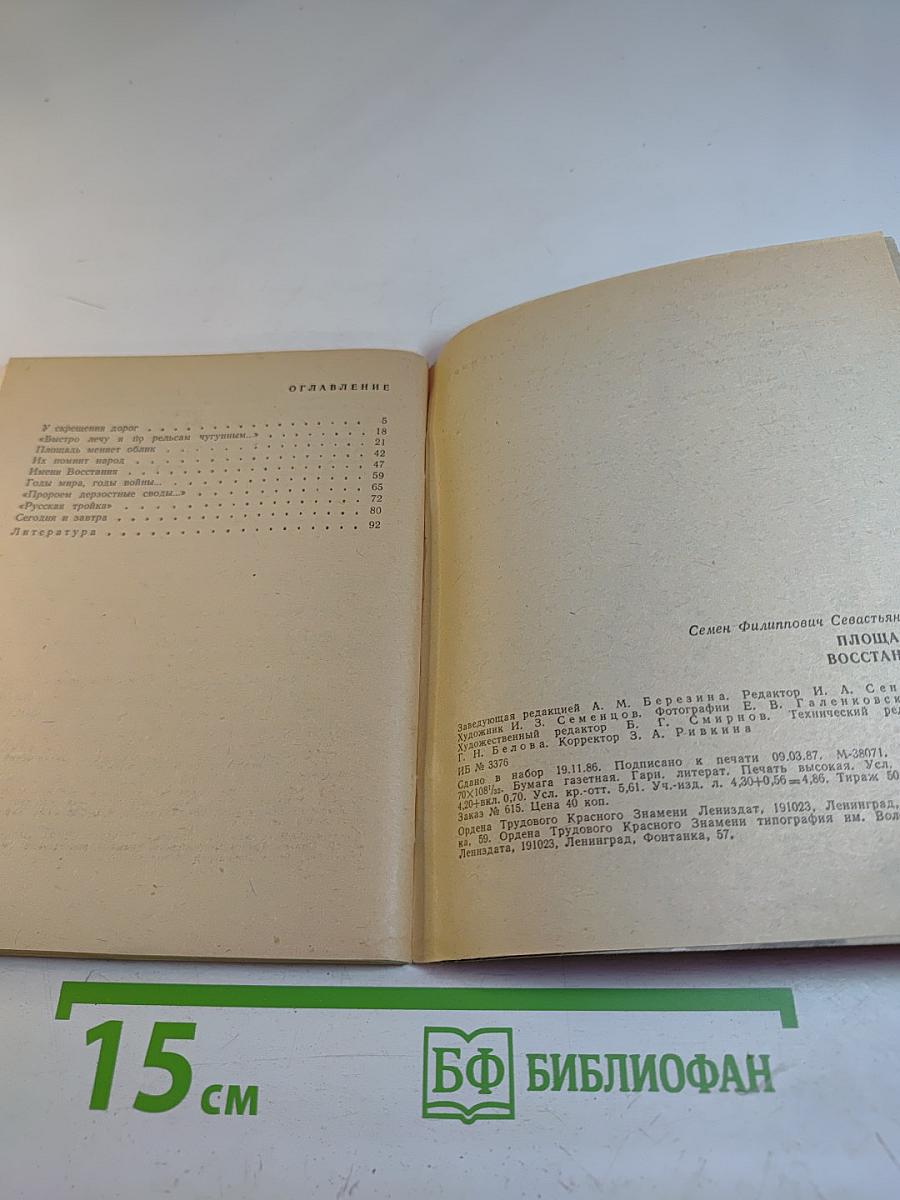 ОГЛАВЛЕНИЕ
У скрещения дорог . . . . . . . . . . . . . . . 5
«Быстро лечу я по рельсам чугунным...» . . . . . . . . 18
Площадь меняет облик . . . . . . . . . . . . . . 21
Их помнит народ . . . . . . . . . . . . . . . . 42
Имени Восстания . . . . . . . . . . . . . . . . 47
Годы мира, годы войны... . . . . . . . . . . . . . 59
«Пророем дерзостные своды...» . . . . . . . . . . . 65
«Русская тройка» . . . . . . . . . . . . . . . . 72
Сегодня и завтра . . . . . . . . . . . . . . . . 80
Литература . . . . . . . . . . . . . . . . . . 92
Семен Филиппович Севастьян
ПЛОЩА
ВОССТАН
Заведующая редакцией А. М. Березина. Редактор И. А. Сен
Художник И. З. Семенцов. Фотографии Е. В. Галенковск
Художественный редактор Б. Г. Смирнов. Технический ред
Г. Н. Белова. Корректор З. А. Ривкина
ИБ № 3376
Сдано в набор 19.11.86. Подписано к печати 09.03.87. М-38071.
70×108 1/32. Бумага газетная. Гарн. литерат. Печать высокая. Усл.
4,20+вкл. 0,70. Усл. кр.-отт. 5,61. Уч.-изд. л. 4,30+0,56=4,86. Тираж 50
Заказ № 615. Цена 40 коп.
Ордена Трудового Красного Знамени Лениздат, 191023, Ленинград,
ка, 59. Ордена Трудового Красного Знамени типография им. Воло
Лениздата, 191023, Ленинград, Фонтанка, 57.
15 см
БФ БИБЛИОФАН